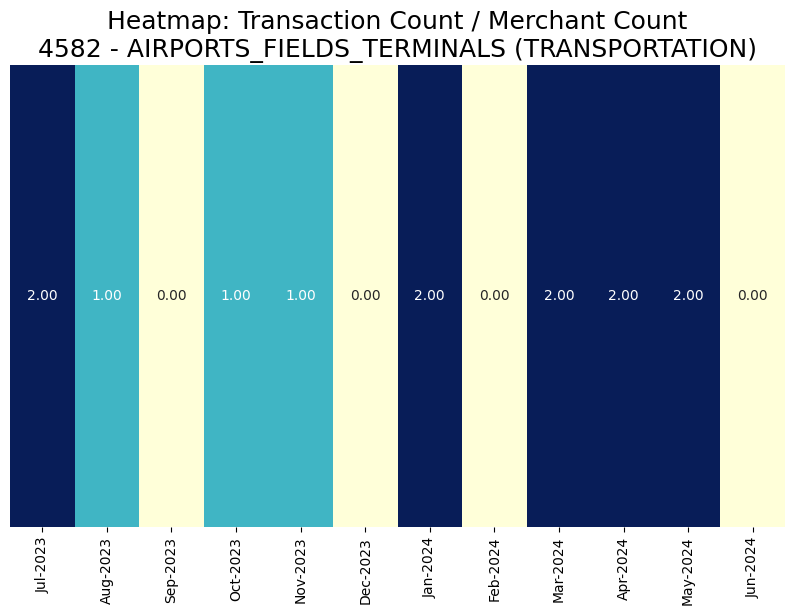 Heatmap: Transaction Count / Merchant Count
4582 - AIRPORTS_FIELDS_TERMINALS (TRANSPORTATION)
2.00 1.00 0.00 1.00 1.00 0.00 2.00 0.00 2.00 2.00 2.00 0.00
Jul-2023 Aug-2023 Sep-2023 Oct-2023 Nov-2023 Dec-2023 Jan-2024 Feb-2024 Mar-2024 Apr-2024 May-2024 Jun-2024